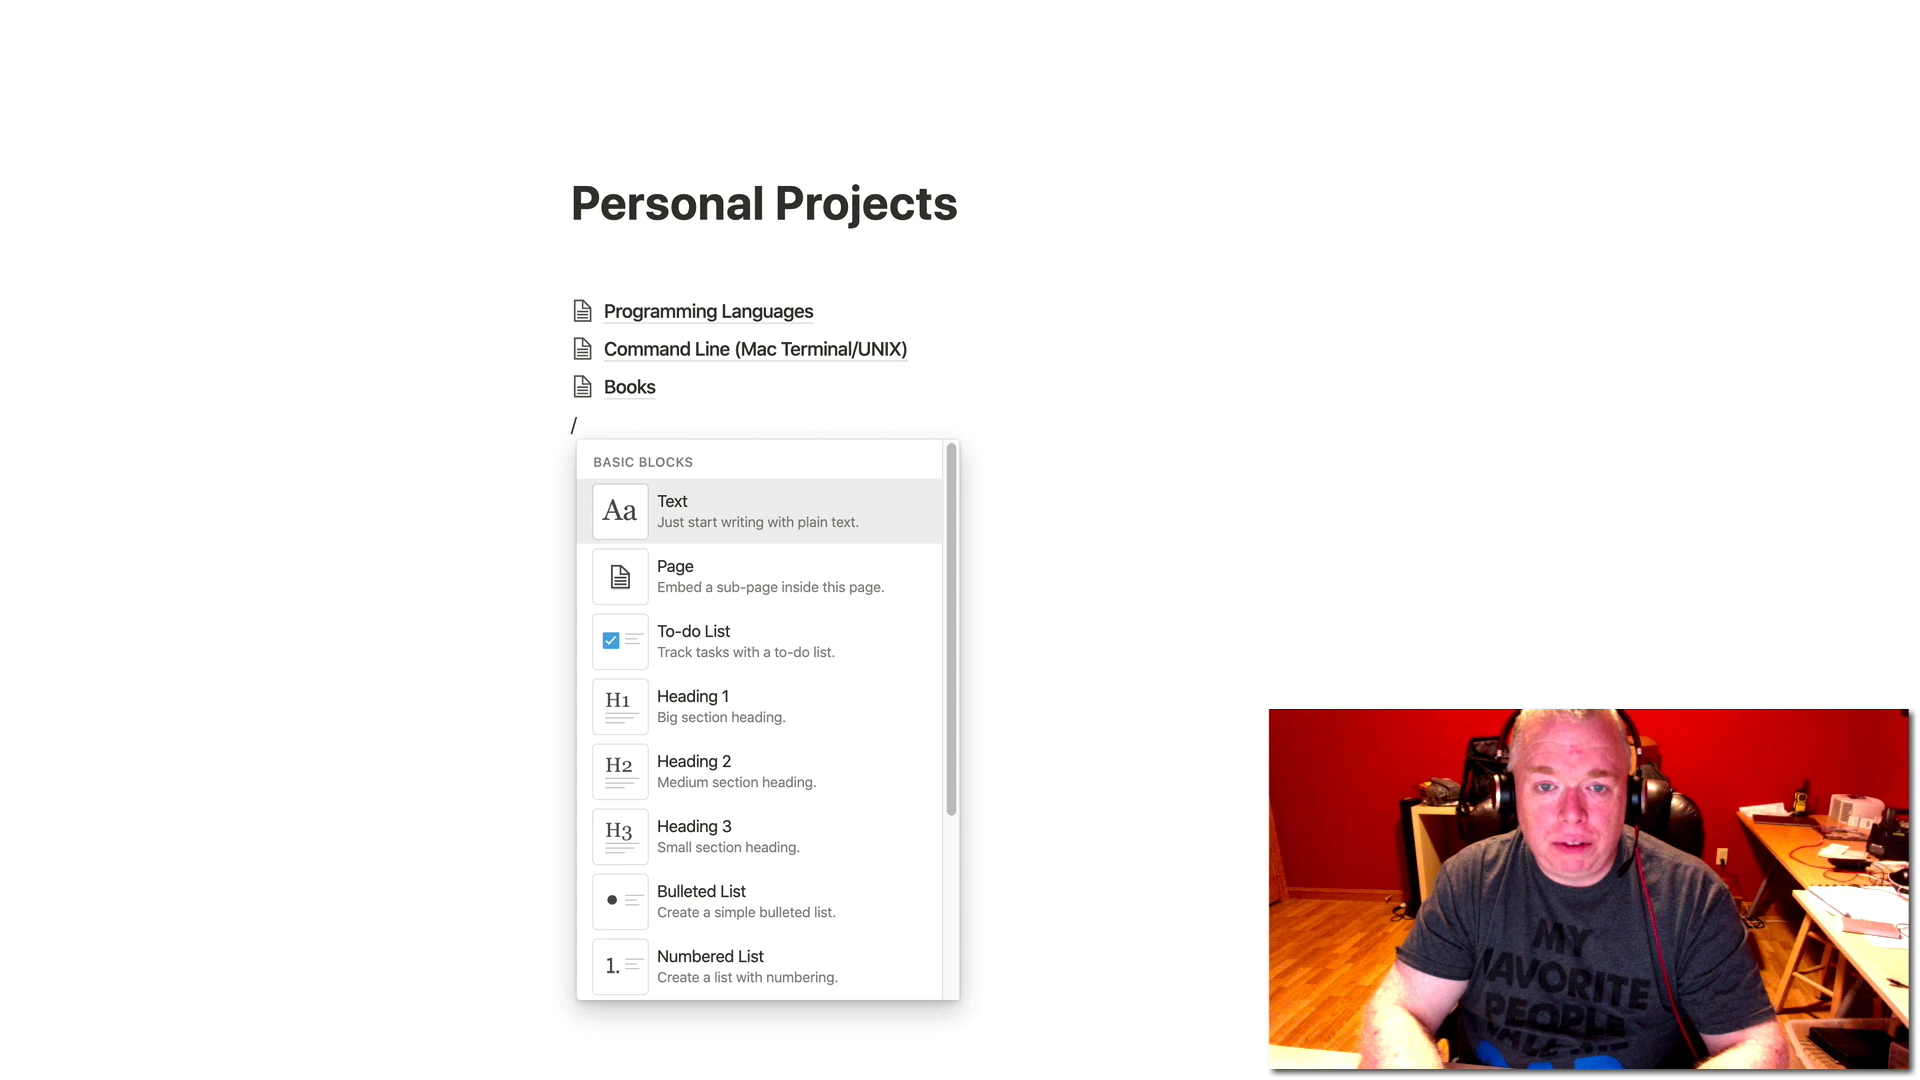 Personal Projects
Programming Languages
Command Line (Mac Terminal/UNIX)
Books
/
BASIC BLOCKS
Aa
Text
Just start writing with plain text.
Page
Embed a sub-page inside this page.
To-do List
Track tasks with a to-do list.
H1
Heading 1
Big section heading.
H2
Heading 2
Medium section heading.
H3
Heading 3
Small section heading.
Bulleted List
Create a simple bulleted list.
1.
Numbered List
Create a list with numbering.
MY
FAVORITE
PEOPLE